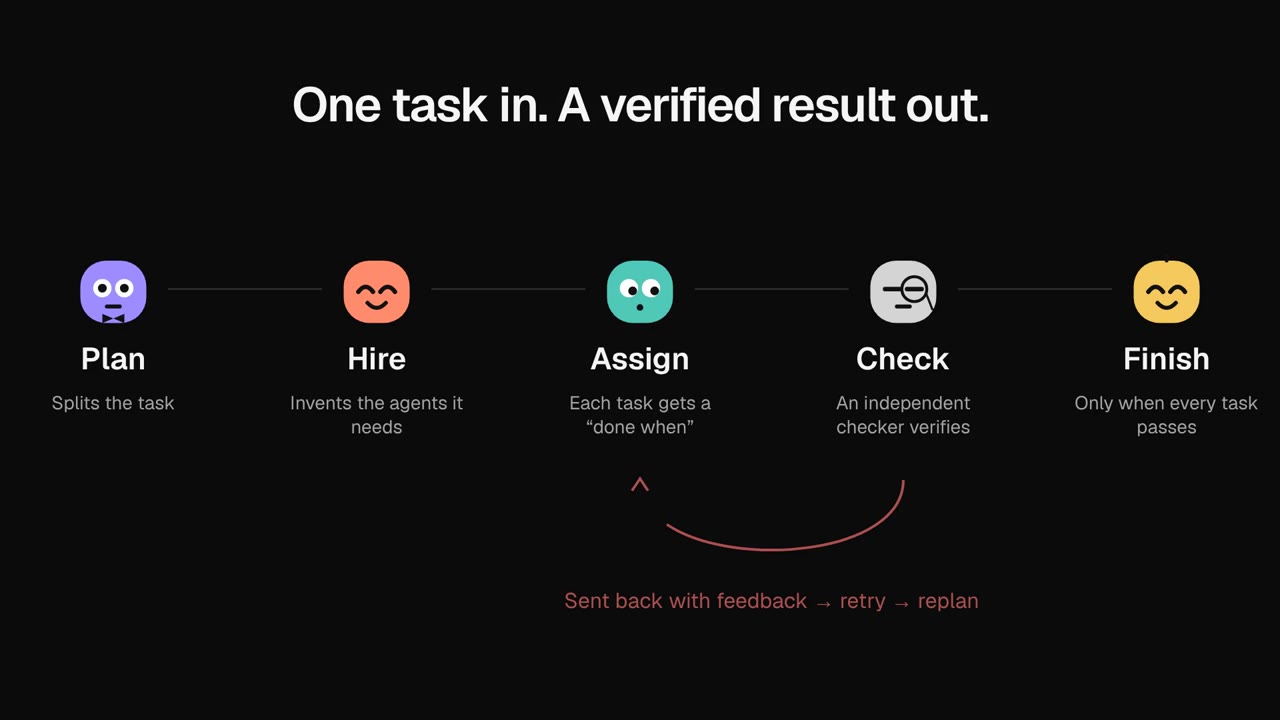 One task in. A verified result out.
Plan
Splits the task
Hire
Invents the agents it
needs
Assign
Each task gets a
“done when”
Check
An independent
checker verifies
Finish
Only when every task
passes
Sent back with feedback → retry → replan